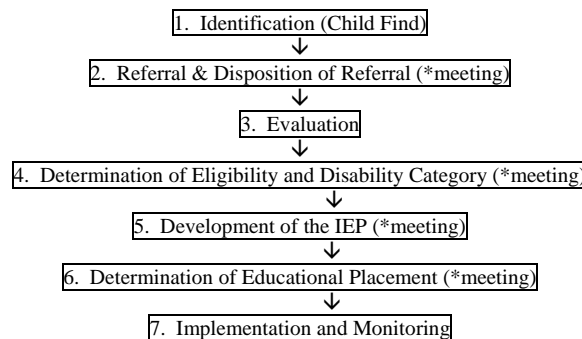 1. Identification (Child Find)
2. Referral & Disposition of Referral (*meeting)
3. Evaluation
4. Determination of Eligibility and Disability Category (*meeting)
5. Development of the IEP (*meeting)
6. Determination of Educational Placement (*meeting)
7. Implementation and Monitoring